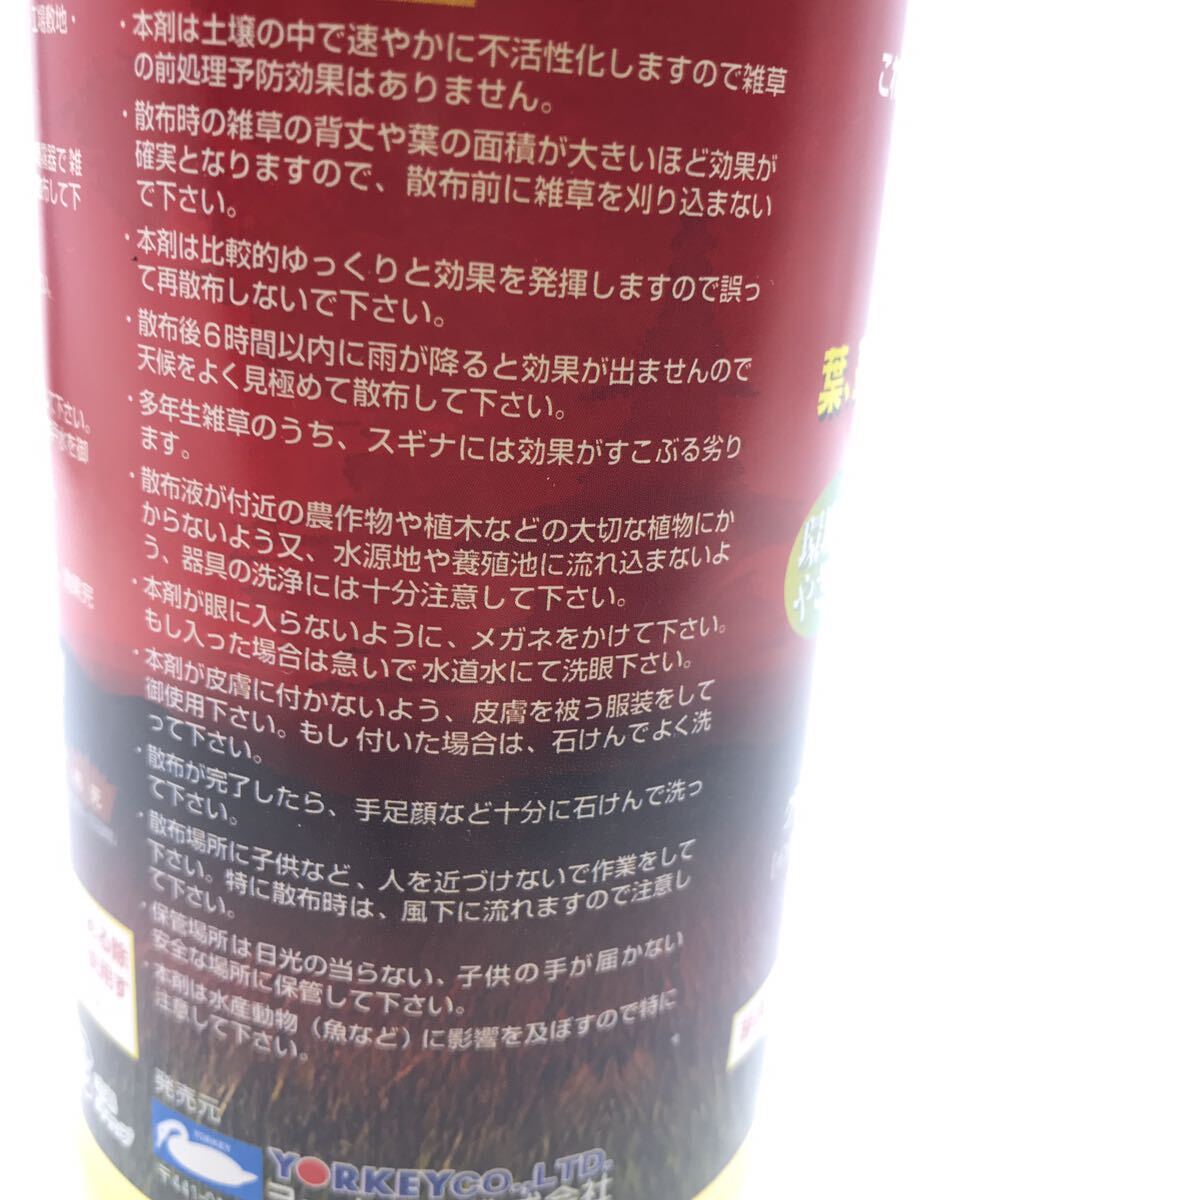 ・本剤は土壌の中で速やかに不活性化しますので雑草
の前処理予防効果はありません。
・散布時の雑草の背丈や葉の面積が大きいほど効果が
確実となりますので、散布前に雑草を刈り込まない
で下さい。
・本剤は比較的ゆっくりと効果を発揮しますので誤っ
て再散布しないで下さい。
・散布後6時間以内に雨が降ると効果が出ませんので
天候をよく見極めて散布して下さい。
・多年生雑草のうち、スギナには効果がすこぶる劣り
ます。
・散布液が付近の農作物や植木などの大切な植物にか
からないよう又、水源地や養殖池に流れ込まないよ
う、器具の洗浄には十分注意して下さい。
・本剤が眼に入らないように、メガネをかけて下さい。
もし入った場合は急いで水道水にて洗眼下さい。
・本剤が皮膚に付かないよう、皮膚を被う服装をして
御使用下さい。もし付いた場合は、石けんでよく洗
って下さい。
・散布が完了したら、手足顔など十分に石けんで洗っ
て下さい。
・散布場所に子供など、人を近づけないで作業をして
下さい。特に散布時は、風下に流れますので注意し
て下さい。
・保管場所は日光の当らない、子供の手が届かない
安全な場所に保管して下さい。
・本剤は水産動物（魚など）に影響を及ぼすので特に
注意して下さい。
発売元
YORKEY
YORKEYCO.,LTD.
〒441-0
会社
葉、